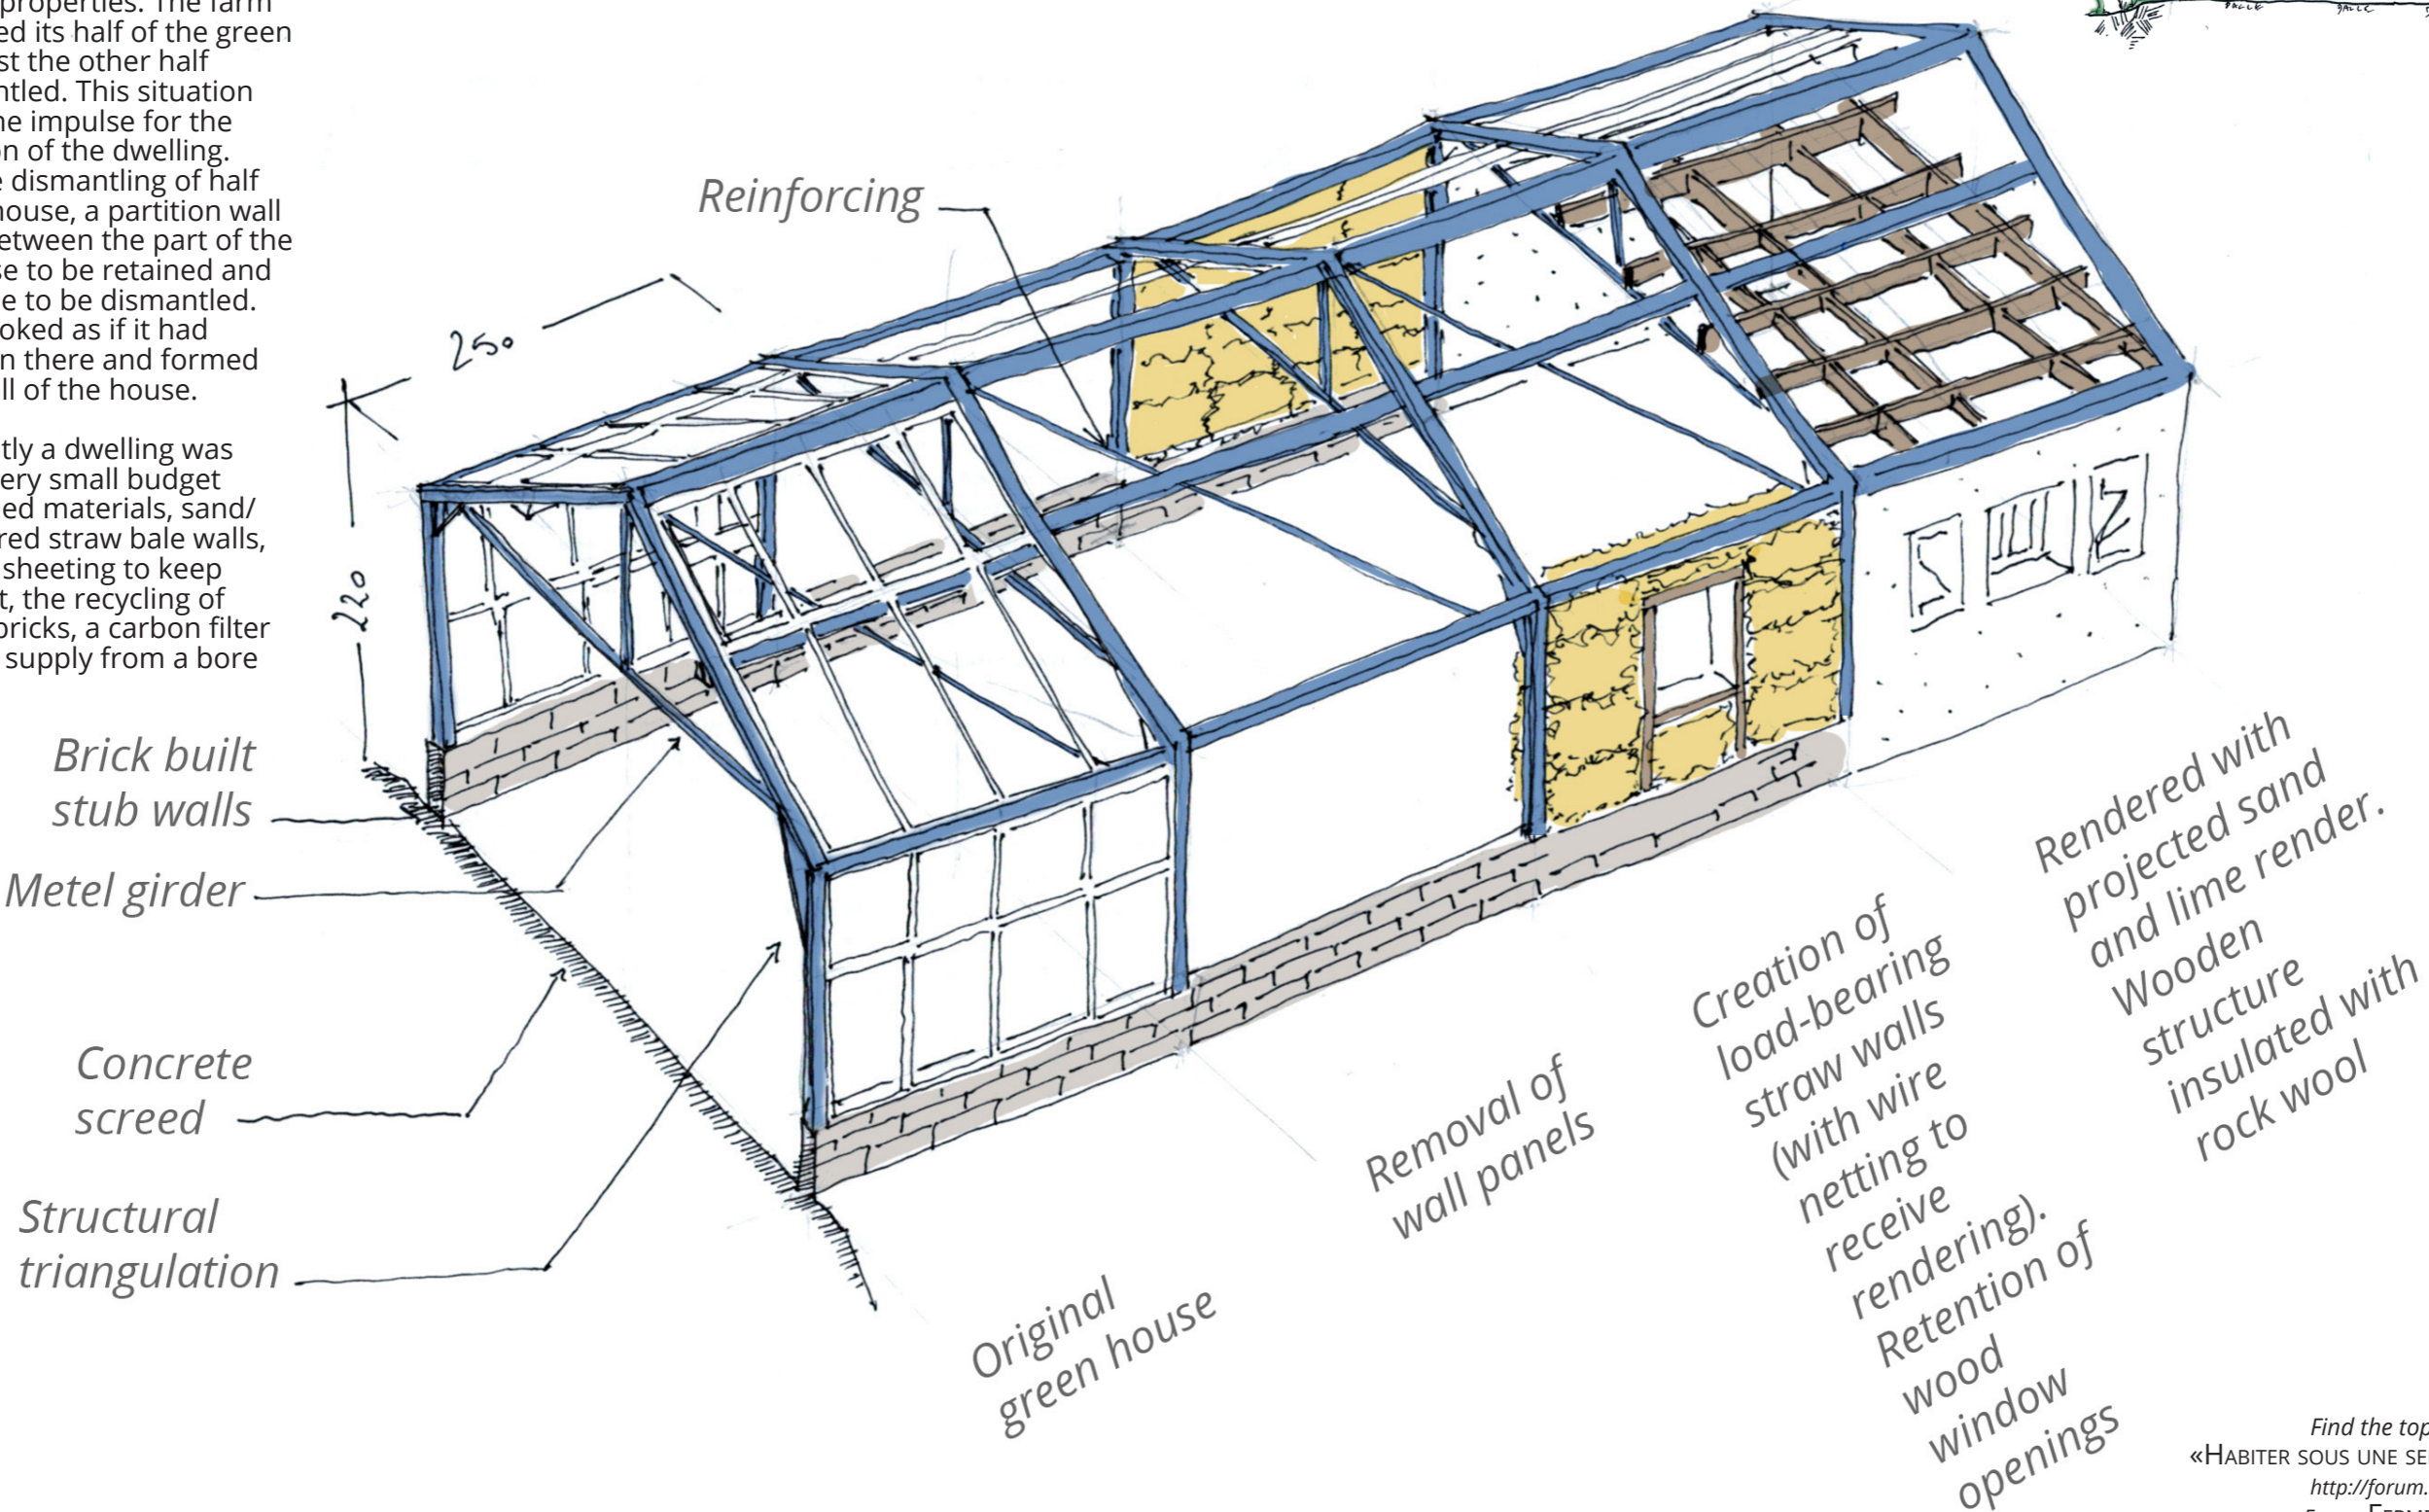 properties. The farm
ed its half of the green
st the other half
ntled. This situation
he impulse for the
on of the dwelling.
e dismantling of half
house, a partition wall
etween the part of the
se to be retained and
e to be dismantled.
ooked as if it had
n there and formed
ll of the house.
tly a dwelling was
ery small budget
ed materials, sand/
red straw bale walls,
sheeting to keep
t, the recycling of
bricks, a carbon filter
supply from a bore
Reinforcing
250
220
Brick built
stub walls
Metel girder
Concrete
screed
Structural
triangulation
Original
green house
Removal of
wall panels
Creation of
load-bearing
straw walls
(with wire
netting to
receive
rendering).
Retention of
wood
window
openings
Rendered with
projected sand
and lime render.
Wooden
structure
insulated with
rock wool
Find the top
«Habiter sous une se
http://forum.